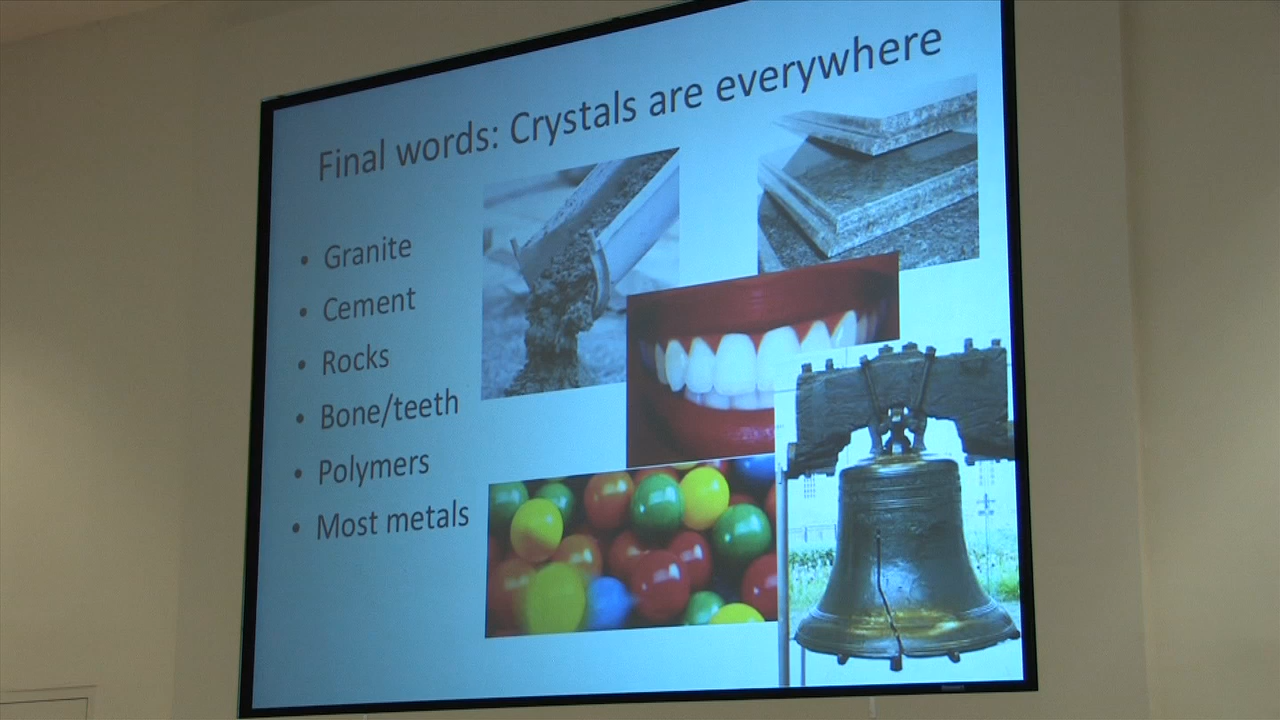 Final words: Crystals are everywhere
• Granite
• Cement
• Rocks
• Bone/teeth
• Polymers
• Most metals